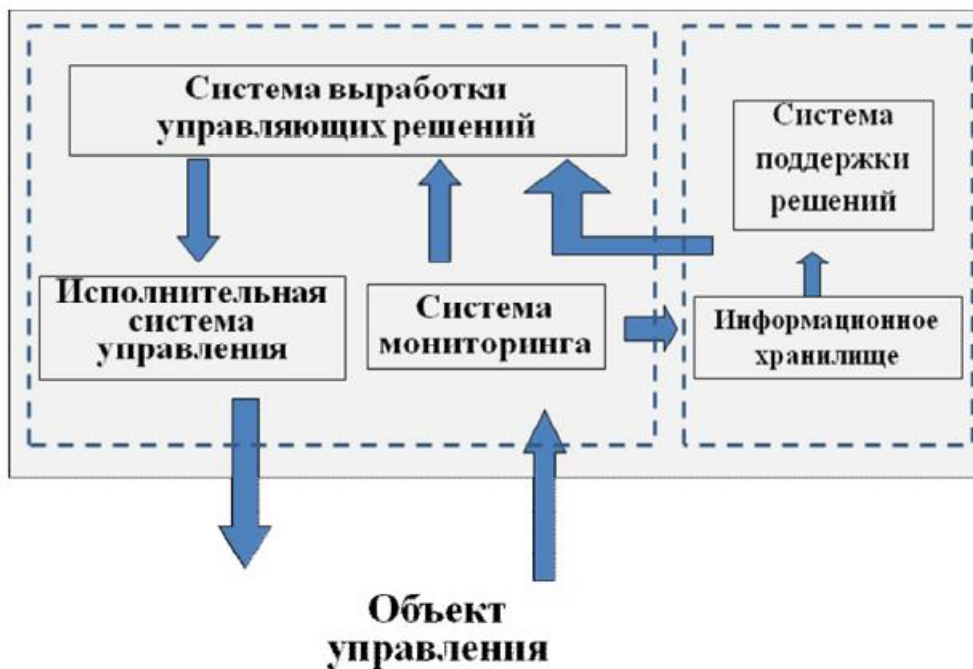 Система выработки
управляющих решений
Система
поддержки
решений
Исполнительная
система
управления
Система
мониторинга
Информационное
хранилище
Объект
управления